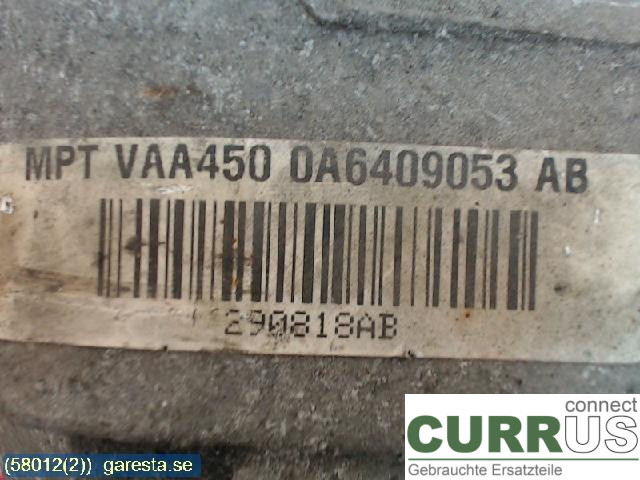 MPT VAA450 0A6409053 AB
290818AB
connect
CURRUS
Gebrauchte Ersatzteile
(58012(2)) garesta.se